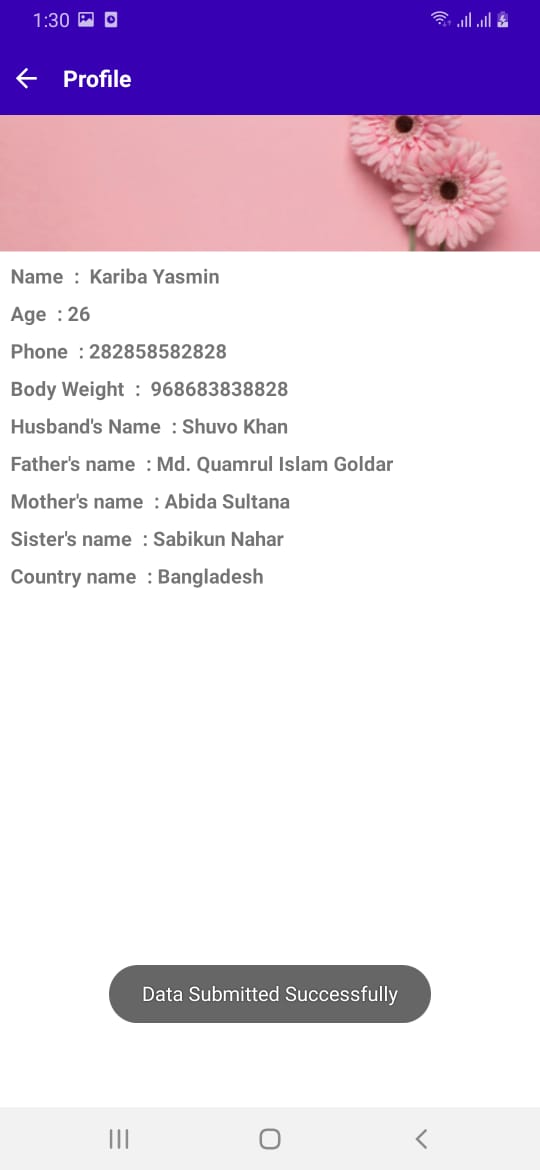 1:30
Profile
Name : Kariba Yasmin
Age : 26
Phone : 282858582828
Body Weight : 968683838828
Husband's Name : Shuvo Khan
Father's name : Md. Quamrul Islam Goldar
Mother's name : Abida Sultana
Sister's name : Sabikun Nahar
Country name : Bangladesh
Data Submitted Successfully